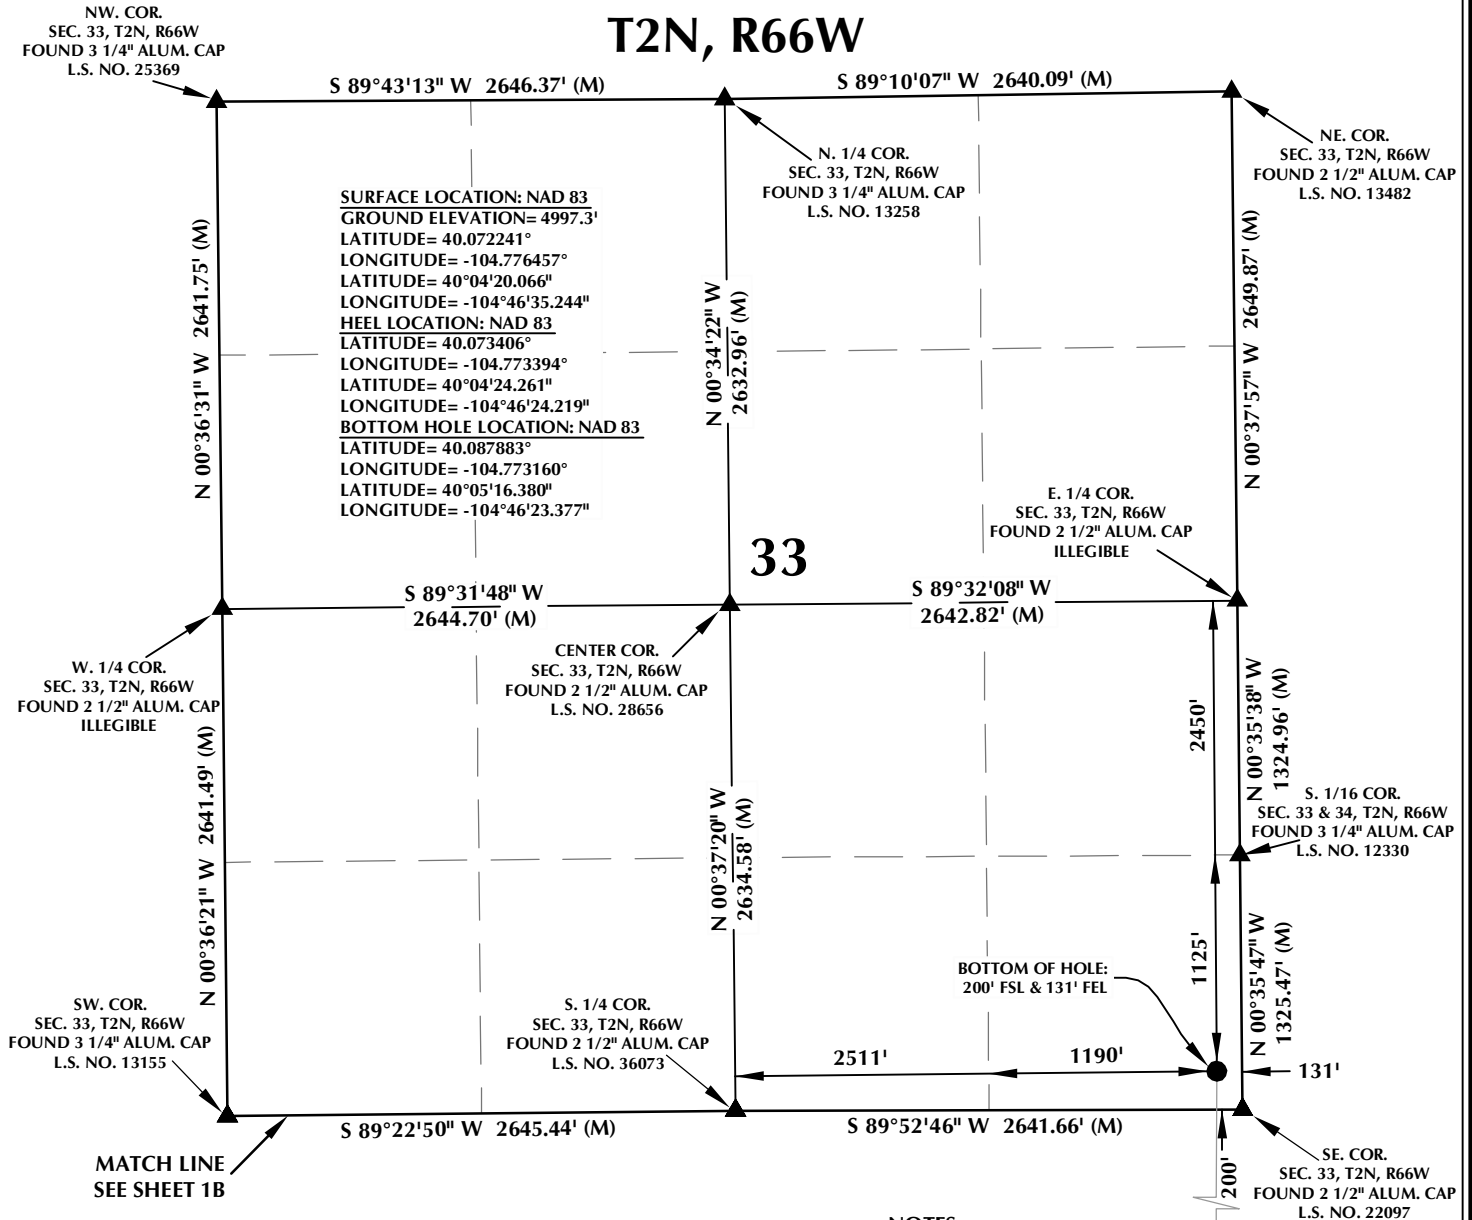 T2N, R66W
NW. COR.
SEC. 33, T2N, R66W
FOUND 3 1/4" ALUM. CAP
L.S. NO. 25369
S 89°43'13" W 2646.37' (M)
S 89°10'07" W 2640.09' (M)
NE. COR.
SEC. 33, T2N, R66W
FOUND 2 1/2" ALUM. CAP
L.S. NO. 13482
N. 1/4 COR.
SEC. 33, T2N, R66W
FOUND 3 1/4" ALUM. CAP
L.S. NO. 13258
SURFACE LOCATION: NAD 83
GROUND ELEVATION= 4997.3'
LATITUDE= 40.072241°
LONGITUDE= -104.776457°
LATITUDE= 40°04'20.066"
LONGITUDE= -104°46'35.244"
HEEL LOCATION: NAD 83
LATITUDE= 40.073406°
LONGITUDE= -104.773394°
LATITUDE= 40°04'24.261"
LONGITUDE= -104°46'24.219"
BOTTOM HOLE LOCATION: NAD 83
LATITUDE= 40.087883°
LONGITUDE= -104.773160°
LATITUDE= 40°05'16.380"
LONGITUDE= -104°46'23.377"
N 00°36'31" W 2641.75' (M)
N 00°34'22" W
2632.96' (M)
N 00°37'57" W 2649.87' (M)
E. 1/4 COR.
SEC. 33, T2N, R66W
FOUND 2 1/2" ALUM. CAP
ILLEGIBLE
33
S 89°31'48" W
2644.70' (M)
S 89°32'08" W
2642.82' (M)
W. 1/4 COR.
SEC. 33, T2N, R66W
FOUND 2 1/2" ALUM. CAP
ILLEGIBLE
CENTER COR.
SEC. 33, T2N, R66W
FOUND 2 1/2" ALUM. CAP
L.S. NO. 28656
2450'
N 00°35'38" W
1324.96' (M)
S. 1/16 COR.
SEC. 33 & 34, T2N, R66W
FOUND 3 1/4" ALUM. CAP
L.S. NO. 12330
N 00°36'21" W 2641.49' (M)
N 00°37'20" W
2634.58' (M)
1125'
N 00°35'47" W
1325.47' (M)
BOTTOM OF HOLE:
200' FSL & 131' FEL
SW. COR.
SEC. 33, T2N, R66W
FOUND 3 1/4" ALUM. CAP
L.S. NO. 13155
S. 1/4 COR.
SEC. 33, T2N, R66W
FOUND 2 1/2" ALUM. CAP
L.S. NO. 36073
2511'
1190'
131'
S 89°22'50" W 2645.44' (M)
S 89°52'46" W 2641.66' (M)
MATCH LINE
SEE SHEET 1B
200'
SE. COR.
SEC. 33, T2N, R66W
FOUND 2 1/2" ALUM. CAP
L.S. NO. 22097